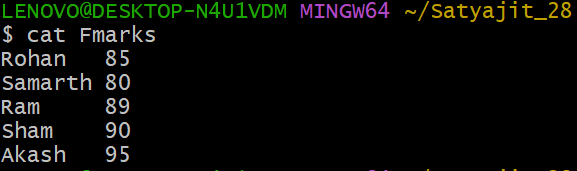 LENOVO@DESKTOP-N4U1VDM MINGW64 ~/Satyajit_28
$ cat Fmarks
Rohan   85
Samarth 80
Ram     89
Sham    90
Akash   95